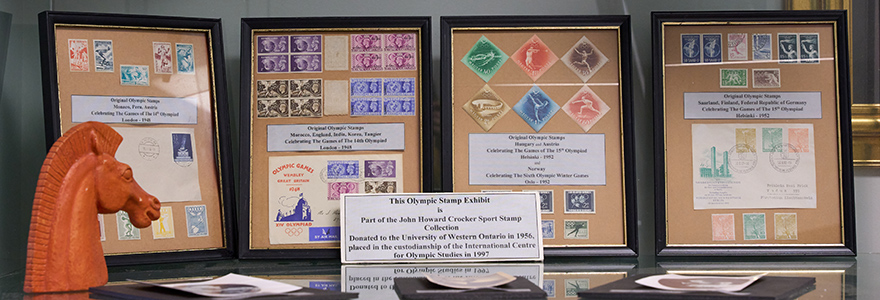 Original Olympic Stamps
Monaco, Peru, Austria
Celebrating The Games of The 14th Olympiad
London - 1948
Original Olympic Stamps
Morocco, England, Inifin, Korea, Tangier
Celebrating The Games of The 14th Olympiad
London - 1948
OLYMPIC GAMES
WEMBLEY
GREAT BRITAIN
1948
XIV OLYMPIAD
BY AIR MAIL
Original Olympic Stamps
Hungary and Austria
Celebrating The Games of The 15th Olympiad
Helsinki - 1952
and
Norway
Celebrating The Sixth Olympic Winter Games
Oslo - 1952
Original Olympic Stamps
Saarland, Finland, Federal Republic of Germany
Celebrating The Games of The 15th Olympiad
Helsinki - 1952
This Olympic Stamp Exhibit
is
Part of the John Howard Crocker Sport Stamp
Collection
Donated to the University of Western Ontario in 1956,
placed in the custodianship of the International Centre
for Olympic Studies in 1997